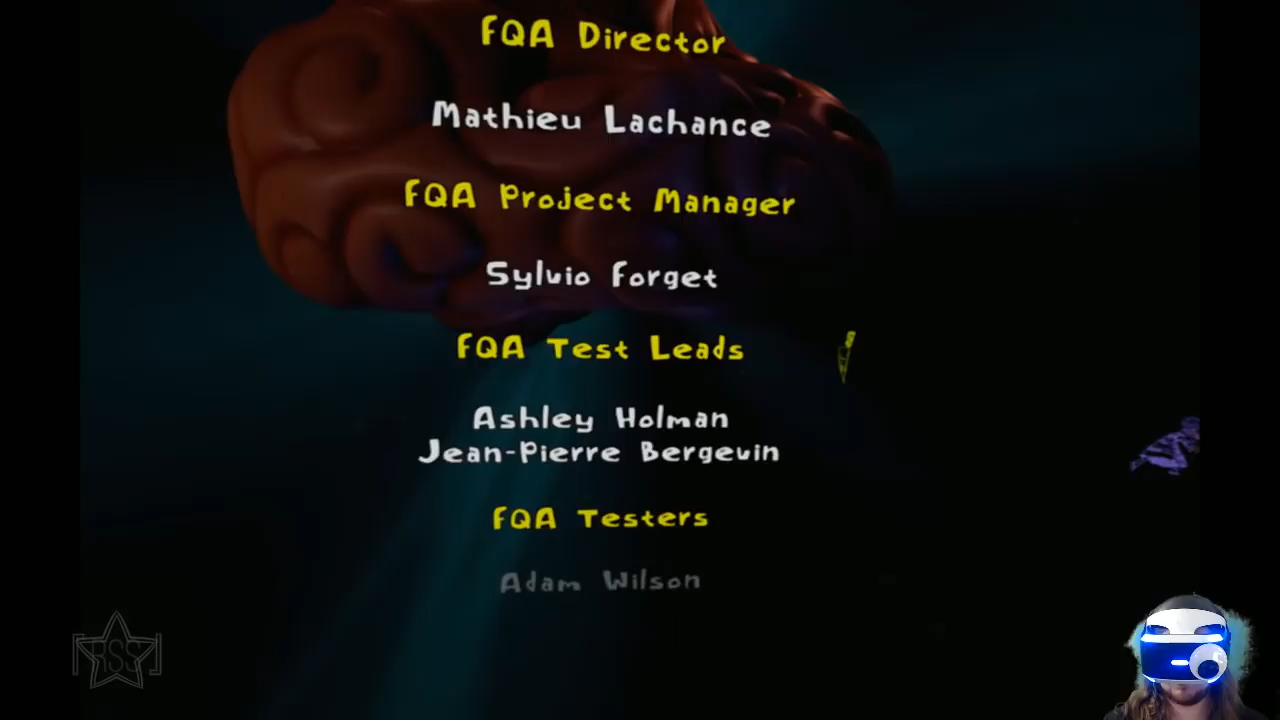 FQA Director
Mathieu Lachance
FQA Project Manager
Sylvio Forget
FQA Test Leads
Ashley Holman
Jean-Pierre Bergevin
FQA Testers
Adam Wilson
[RSS]